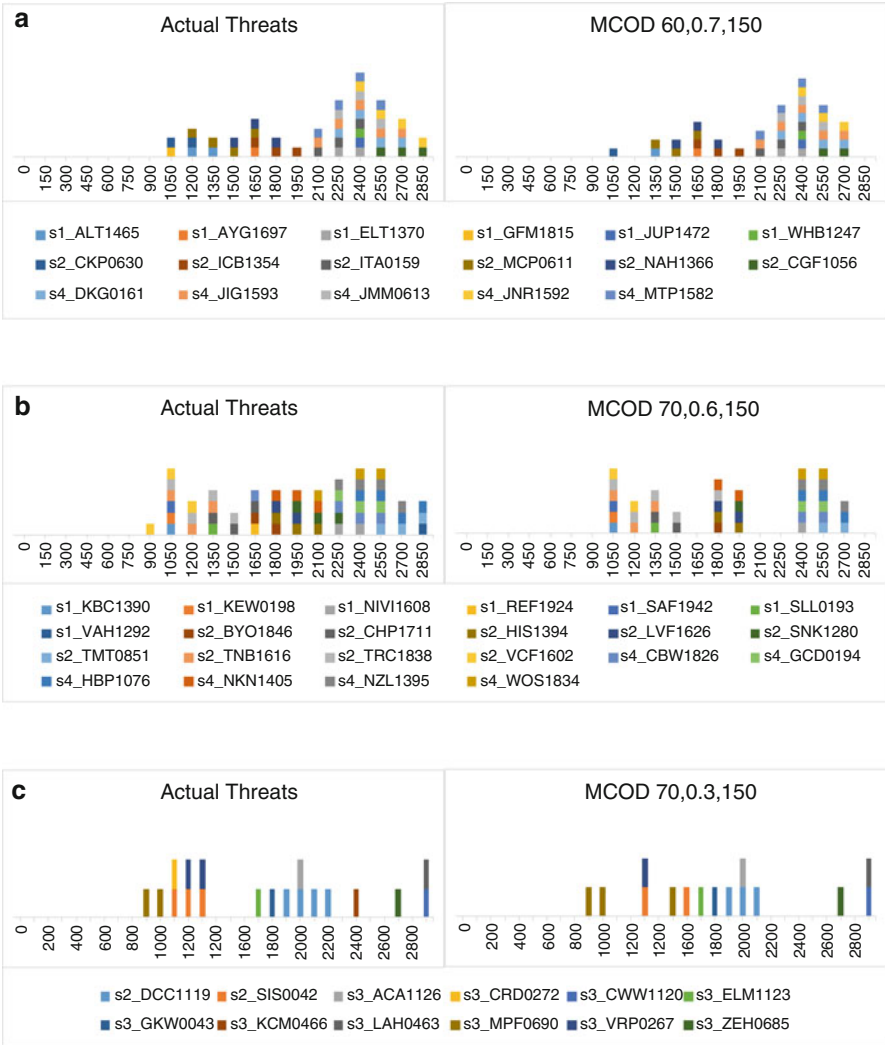 a
Actual Threats
MCOD 60,0.7,150
0 150 300 450 600 750 900 1050 1200 1350 1500 1650 1800 1950 2100 2250 2400 2550 2700 2850
0 150 300 450 600 750 900 1050 1200 1350 1500 1650 1800 1950 2100 2250 2400 2550 2700 2850
s1_ALT1465 s1_AYG1697 s1_ELT1370 s1_GFM1815 s1_JUP1472 s1_WHB1247
s2_CKP0630 s2_ICB1354 s2_ITA0159 s2_MCP0611 s2_NAH1366 s2_CGF1056
s4_DKG0161 s4_JIG1593 s4_JMM0613 s4_JNR1592 s4_MTP1582
b
Actual Threats
MCOD 70,0.6,150
0 150 300 450 600 750 900 1050 1200 1350 1500 1650 1800 1950 2100 2250 2400 2550 2700 2850
0 150 300 450 600 750 900 1050 1200 1350 1500 1650 1800 1950 2100 2250 2400 2550 2700 2850
s1_KBC1390 s1_KEW0198 s1_NIVI1608 s1_REF1924 s1_SAF1942 s1_SLL0193
s1_VAH1292 s2_BYO1846 s2_CHP1711 s2_HIS1394 s2_LVF1626 s2_SNK1280
s2_TMT0851 s2_TNB1616 s2_TRC1838 s2_VCF1602 s4_CBW1826 s4_GCD0194
s4_HBP1076 s4_NKN1405 s4_NZL1395 s4_WOS1834
c
Actual Threats
MCOD 70,0.3,150
0 200 400 600 800 1000 1200 1400 1600 1800 2000 2200 2400 2600 2800
0 200 400 600 800 1000 1200 1400 1600 1800 2000 2200 2400 2600 2800
s2_DCC1119 s2_SIS0042 s3_ACA1126 s3_CRD0272 s3_CWW1120 s3_ELM1123
s3_GKW0043 s3_KCM0466 s3_LAH0463 s3_MPF0690 s3_VRP0267 s3_ZEH0685